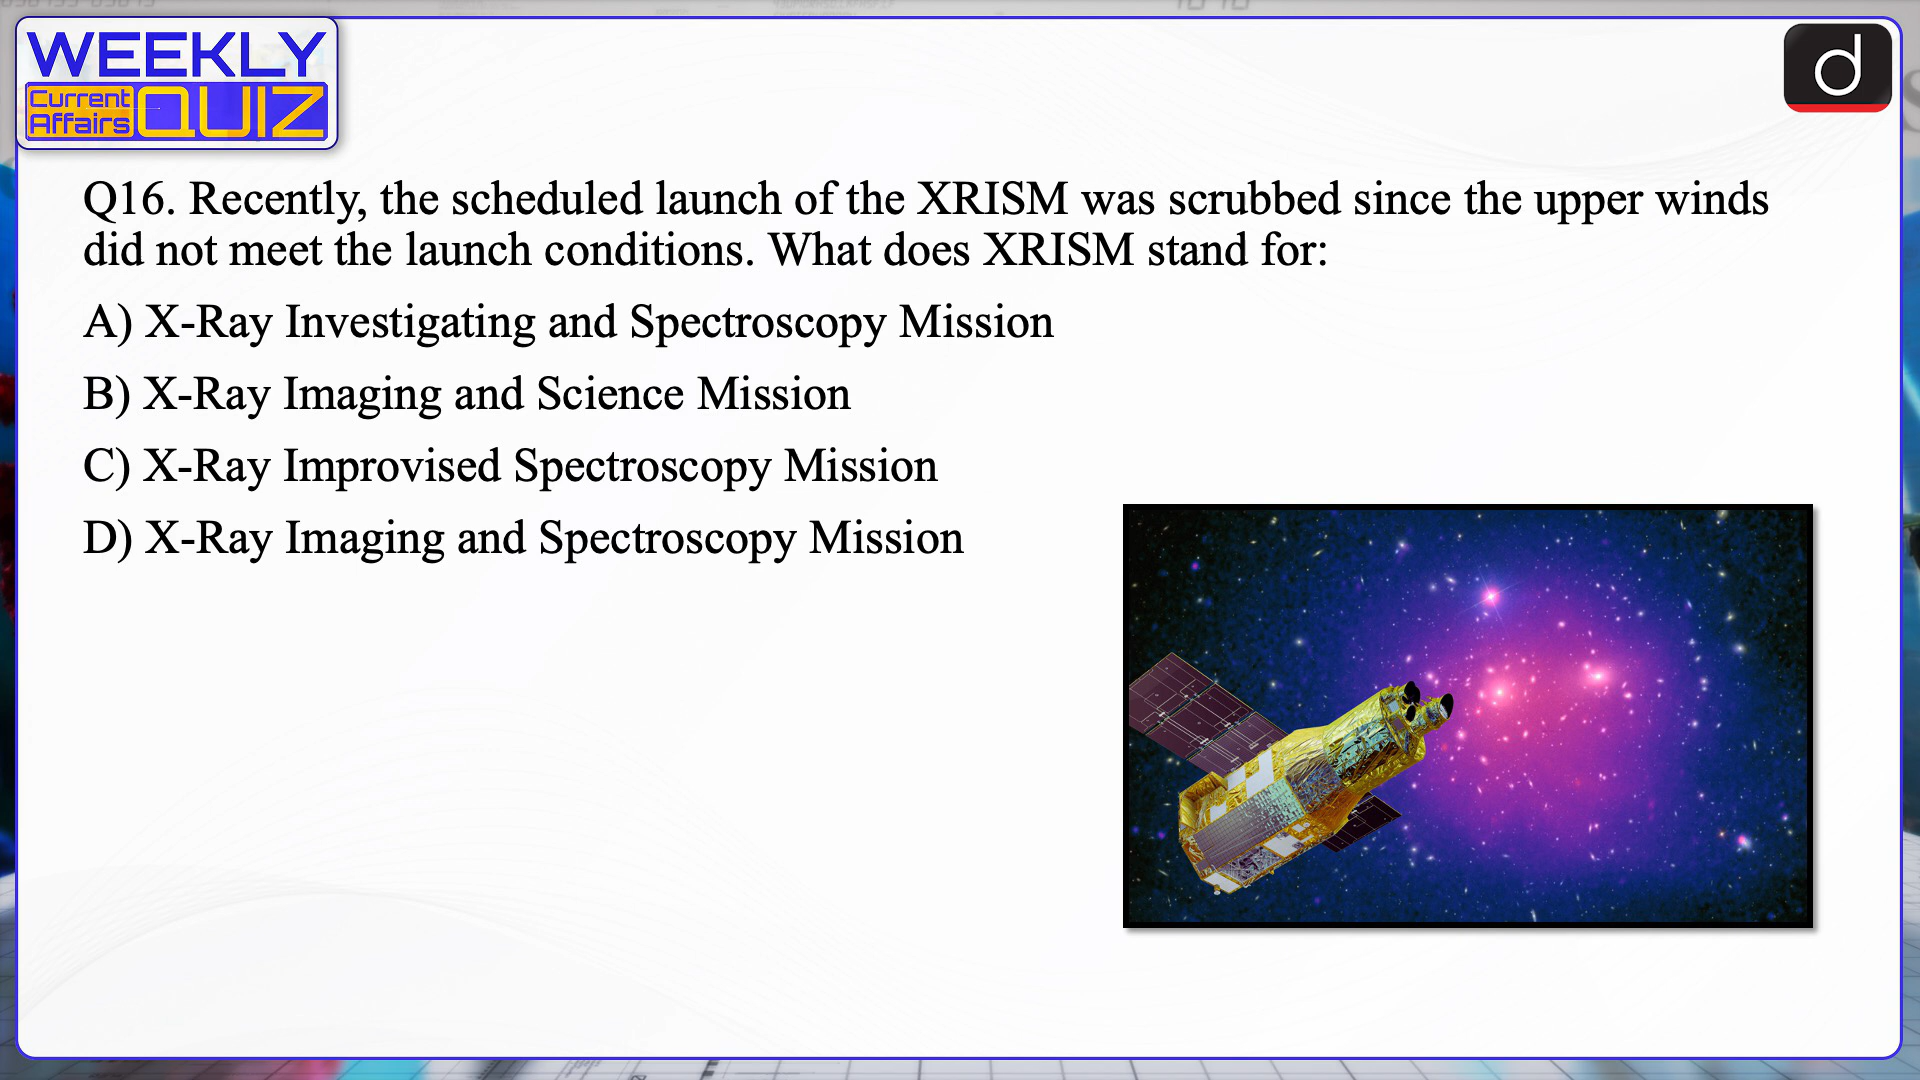 WEEKLY
Current
Affairs
QUIZ
d
Q16. Recently, the scheduled launch of the XRISM was scrubbed since the upper winds
did not meet the launch conditions. What does XRISM stand for:
A) X-Ray Investigating and Spectroscopy Mission
B) X-Ray Imaging and Science Mission
C) X-Ray Improvised Spectroscopy Mission
D) X-Ray Imaging and Spectroscopy Mission